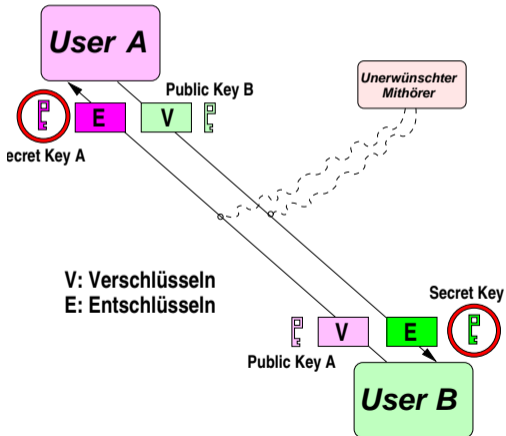 User A
Public Key B
Unerwünschter
Mithörer
E
V
ecret Key A
V: Verschlüsseln
E: Entschlüsseln
Secret Key
V
E
Public Key A
User B